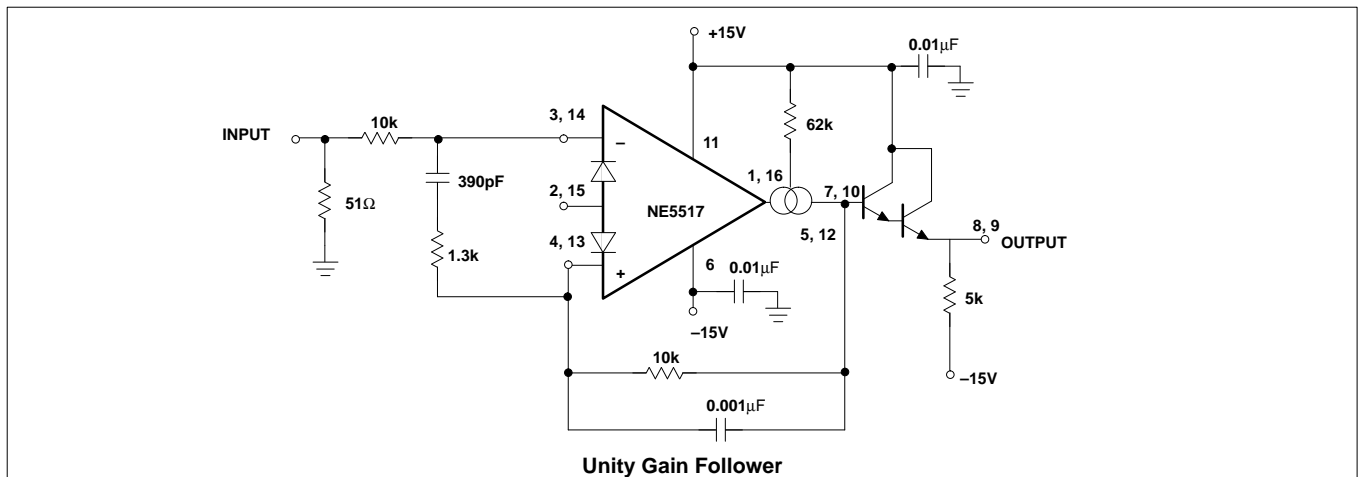 +15V
0.01μF
INPUT
10k
3, 14
–
11
62k
390pF
51Ω
2, 15
NE5517
1, 16
7, 10
4, 13
5, 12
8, 9
OUTPUT
1.3k
+
6
0.01μF
5k
–15V
10k
–15V
0.001μF
Unity Gain Follower